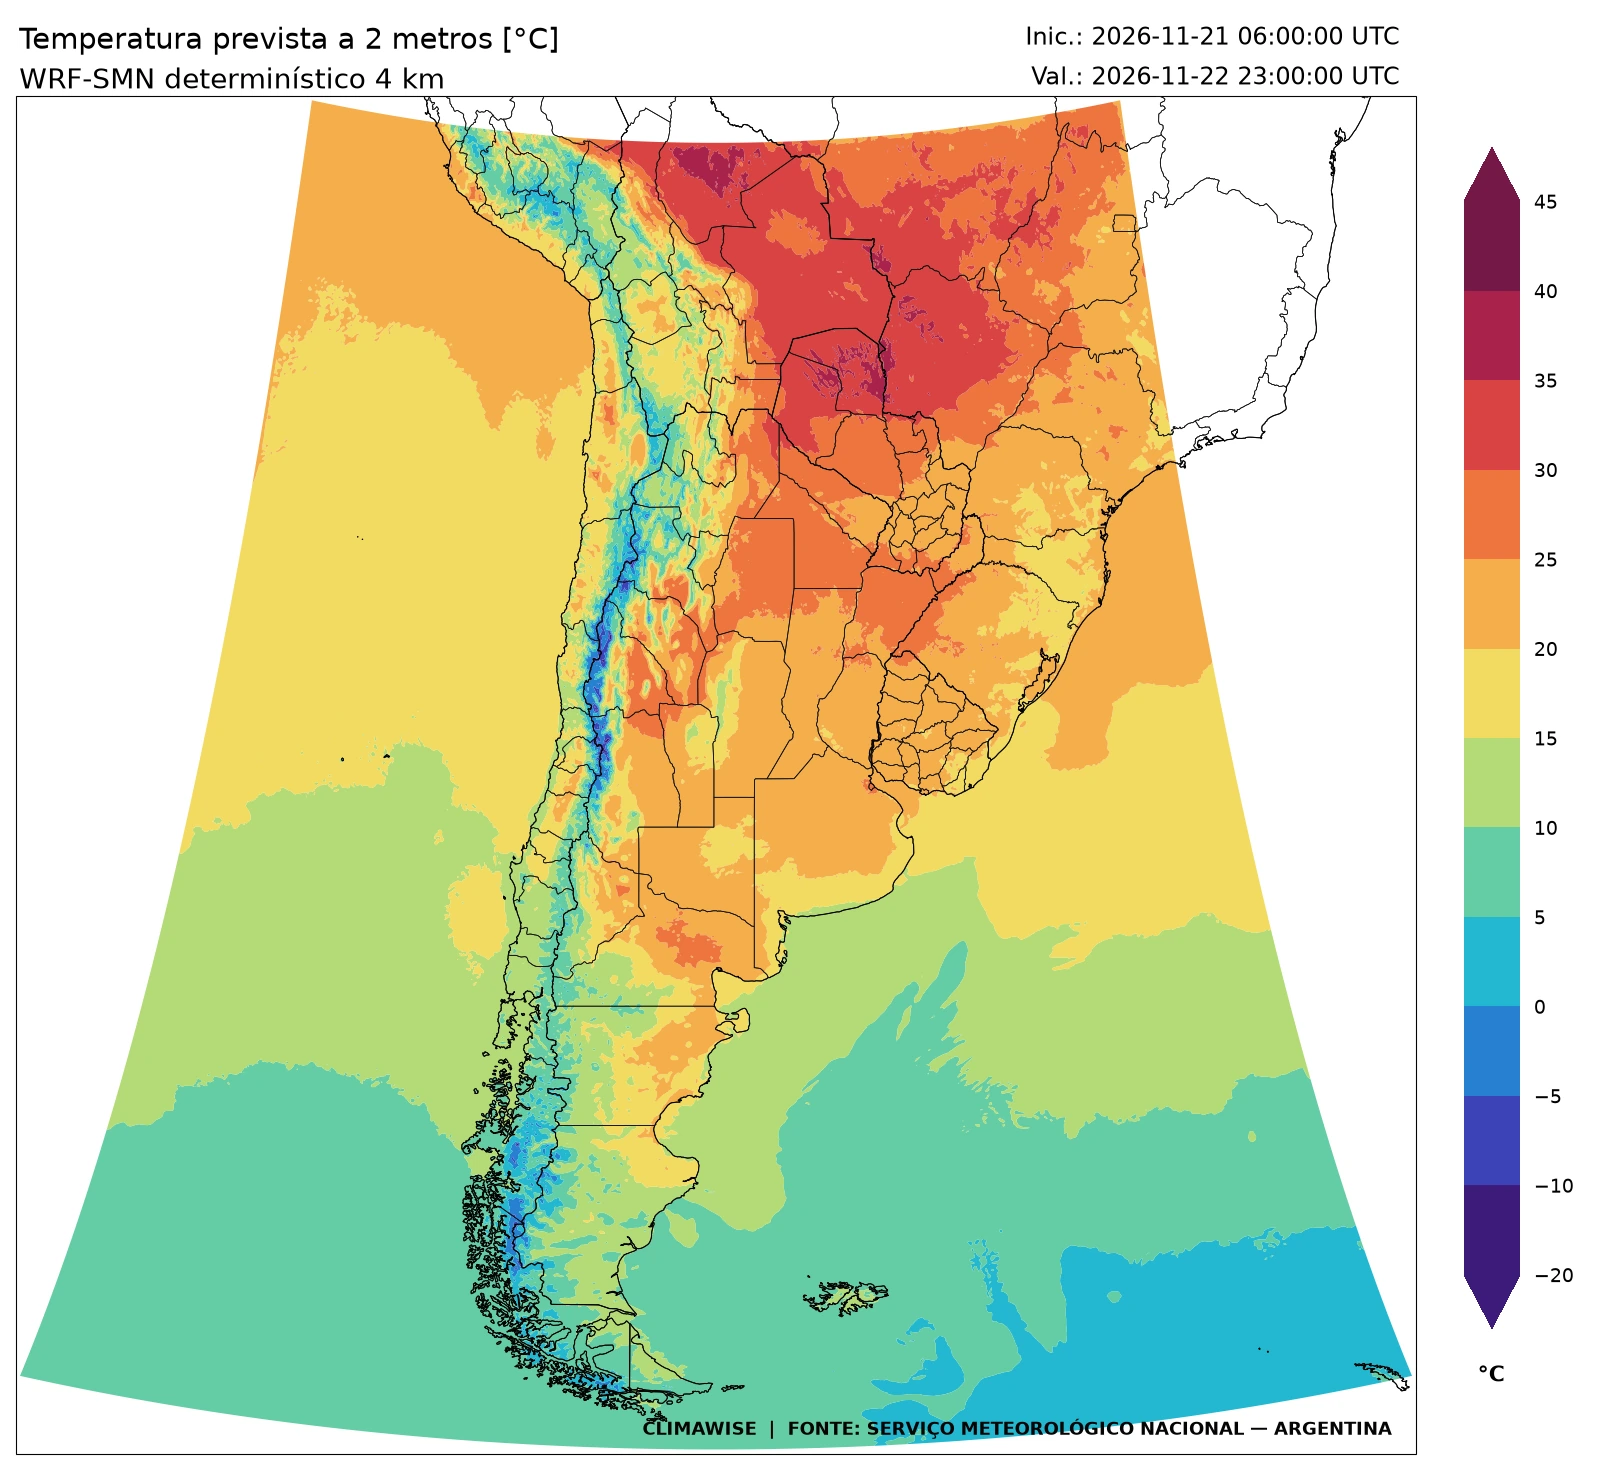 Temperatura prevista a 2 metros [°C]
WRF-SMN determinístico 4 km
Inic.: 2026-11-21 06:00:00 UTC
Val.: 2026-11-22 23:00:00 UTC
45
40
35
30
25
20
15
10
5
0
−5
−10
−20
°C
CLIMAWISE | FONTE: SERVIÇO METEOROLÓGICO NACIONAL — ARGENTINA